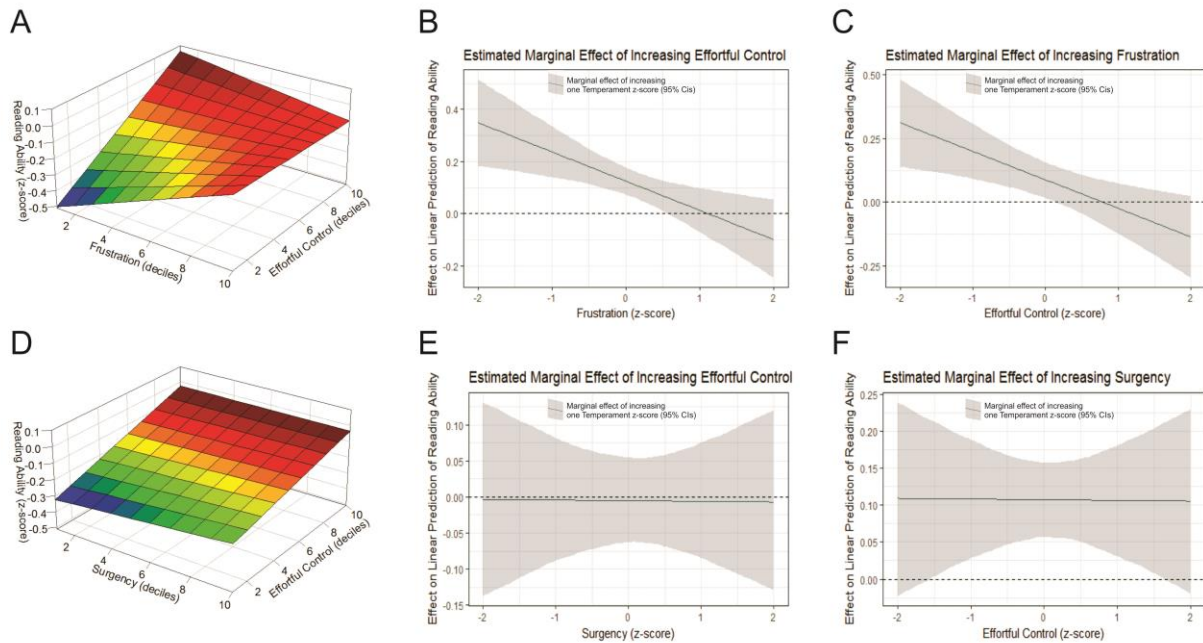 A
Reading Ability (z-score)
0.1
0.0
-0.1
-0.2
-0.3
-0.4
-0.5
2
4
6
8
10
Frustration (deciles)
2
4
6
8
10
Effortful Control (deciles)
B
Estimated Marginal Effect of Increasing Effortful Control
Marginal effect of increasing
one Temperament z-score (95% CIs)
Effect on Linear Prediction of Reading Ability
0.4
0.2
0.0
-0.2
-2
-1
0
1
2
Frustration (z-score)
C
Estimated Marginal Effect of Increasing Frustration
Marginal effect of increasing
one Temperament z-score (95% CIs)
Effect on Linear Prediction of Reading Ability
0.50
0.25
0.00
-0.25
-2
-1
0
1
2
Effortful Control (z-score)
D
Reading Ability (z-score)
0.1
0.0
-0.1
-0.2
-0.3
-0.4
-0.5
2
4
6
8
10
Surgency (deciles)
2
4
6
8
10
Effortful Control (deciles)
E
Estimated Marginal Effect of Increasing Effortful Control
Marginal effect of increasing
one Temperament z-score (95% CIs)
Effect on Linear Prediction of Reading Ability
0.10
0.05
0.00
-0.05
-0.10
-0.15
-2
-1
0
1
2
Surgency (z-score)
F
Estimated Marginal Effect of Increasing Surgency
Marginal effect of increasing
one Temperament z-score (95% CIs)
Effect on Linear Prediction of Reading Ability
0.25
0.20
0.15
0.10
0.05
0.00
-2
-1
0
1
2
Effortful Control (z-score)